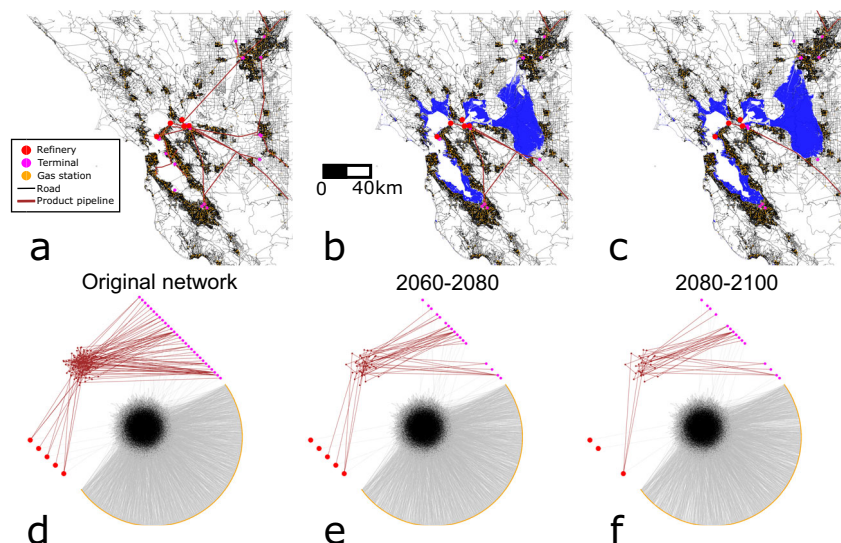 Refinery
Terminal
Gas station
Road
Product pipeline
0 40km
a b c
Original network 2060-2080 2080-2100
d e f